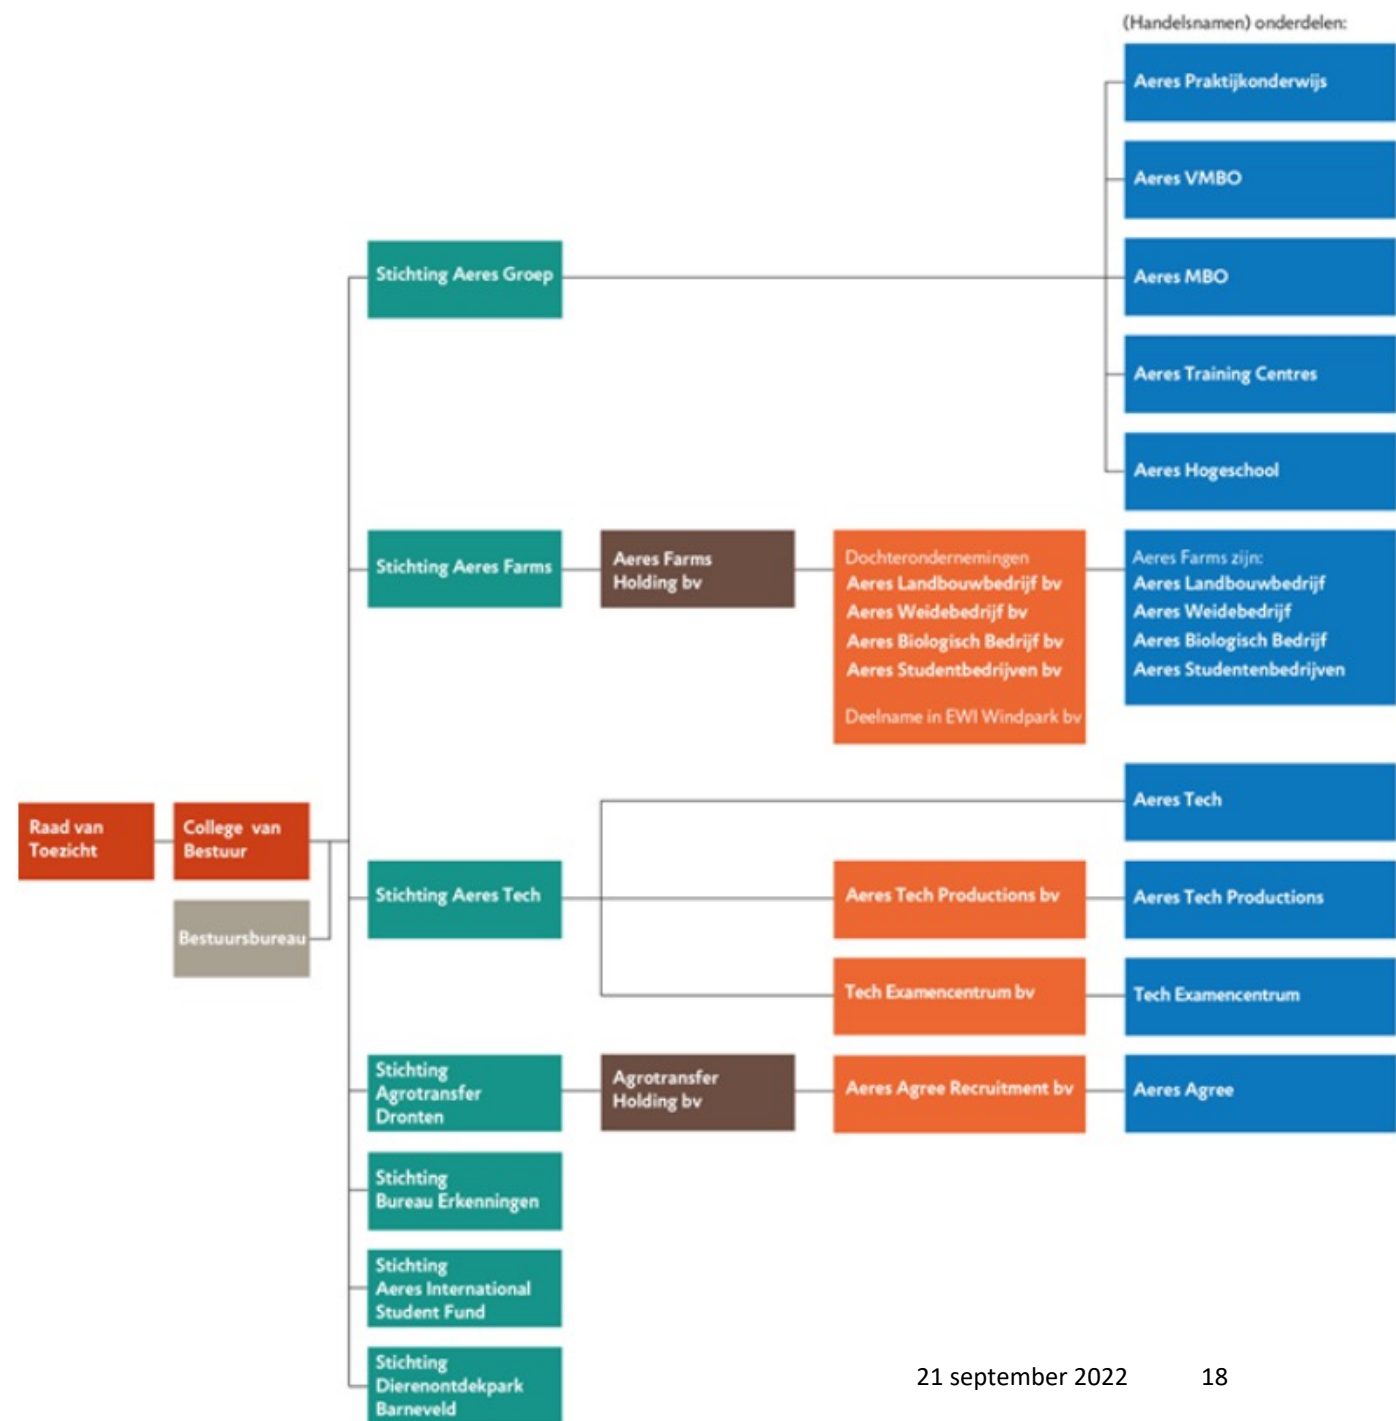 (Handelsnamen) onderdelen:
Aeres Praktijkonderwijs
Aeres VMBO
Stichting Aeres Groep
Aeres MBO
Aeres Training Centres
Aeres Hogeschool
Stichting Aeres Farms
Aeres Farms
Holding bv
Dochterondernemingen
Aeres Landbouwbedrijf bv
Aeres Weidebedrijf bv
Aeres Biologisch Bedrijf bv
Aeres Studentbedrijven bv
Deelname in EWI Windpark bv
Aeres Farms zijn:
Aeres Landbouwbedrijf
Aeres Weidebedrijf
Aeres Biologisch Bedrijf
Aeres Studentenbedrijven
Raad van
Toezicht
College van
Bestuur
Bestuursbureau
Aeres Tech
Stichting Aeres Tech
Aeres Tech Productions bv
Aeres Tech Productions
Tech Examencentrum bv
Tech Examencentrum
Stichting
Agrotransfer
Dronten
Agrotransfer
Holding bv
Aeres Agree Recruitment bv
Aeres Agree
Stichting
Bureau Erkenningen
Stichting
Aeres International
Student Fund
Stichting
Dierenontdekpark
Barneveld
21 september 2022 18